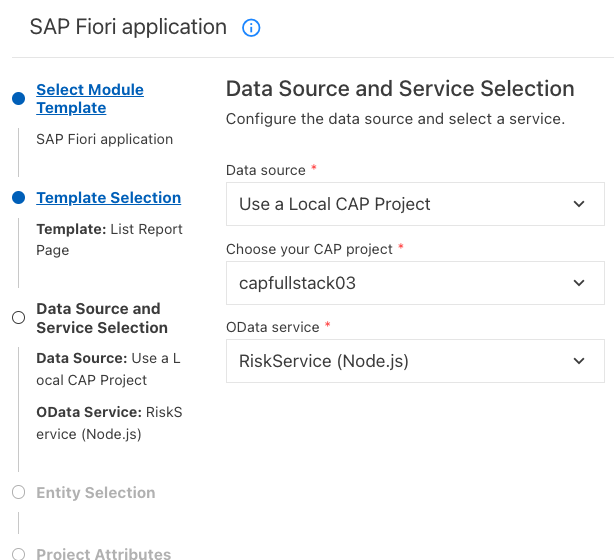 SAP Fiori application
Select Module
Template
SAP Fiori application
Template Selection
Template: List Report
Page
Data Source and
Service Selection
Data Source: Use a L
ocal CAP Project
OData Service: RiskS
ervice (Node.js)
Entity Selection
Project Attributes
Data Source and Service Selection
Configure the data source and select a service.
Data source *
Use a Local CAP Project
Choose your CAP project *
capfullstack03
OData service *
RiskService (Node.js)